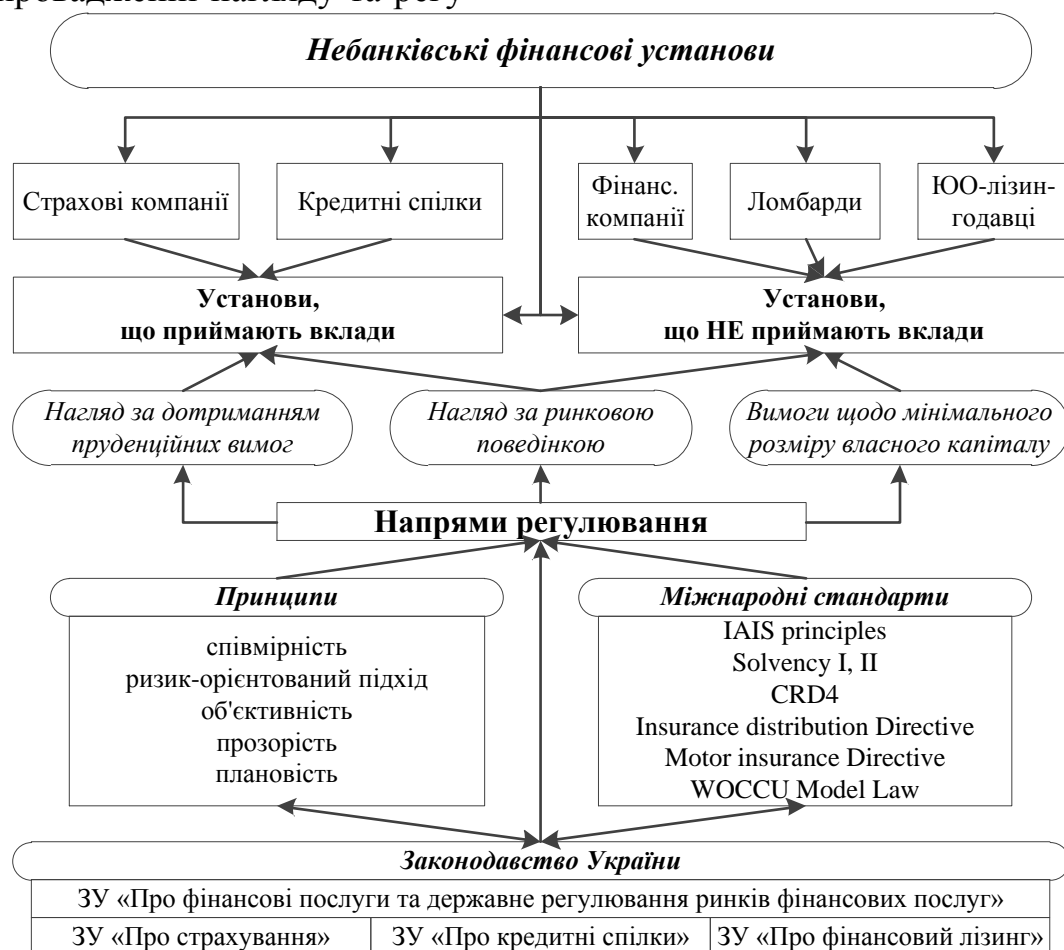 провадженні нагляду та регу-
Небанківські фінансові установи
Страхові компанії
Кредитні спілки
Фінанс.
компанії
Ломбарди
ЮО-лізин-
годавці
Установи,
що приймають вклади
Установи,
що НЕ приймають вклади
Нагляд за дотриманням
пруденційних вимог
Нагляд за ринковою
поведінкою
Вимоги щодо мінімального
розміру власного капіталу
Напрями регулювання
Принципи
співмірність
ризик-орієнтований підхід
об'єктивність
прозорість
плановість
Міжнародні стандарти
IAIS principles
Solvency I, II
CRD4
Insurance distribution Directive
Motor insurance Directive
WOCCU Model Law
Законодавство України
ЗУ «Про фінансові послуги та державне регулювання ринків фінансових послуг»
ЗУ «Про страхування»
ЗУ «Про кредитні спілки»
ЗУ «Про фінансовий лізинг»